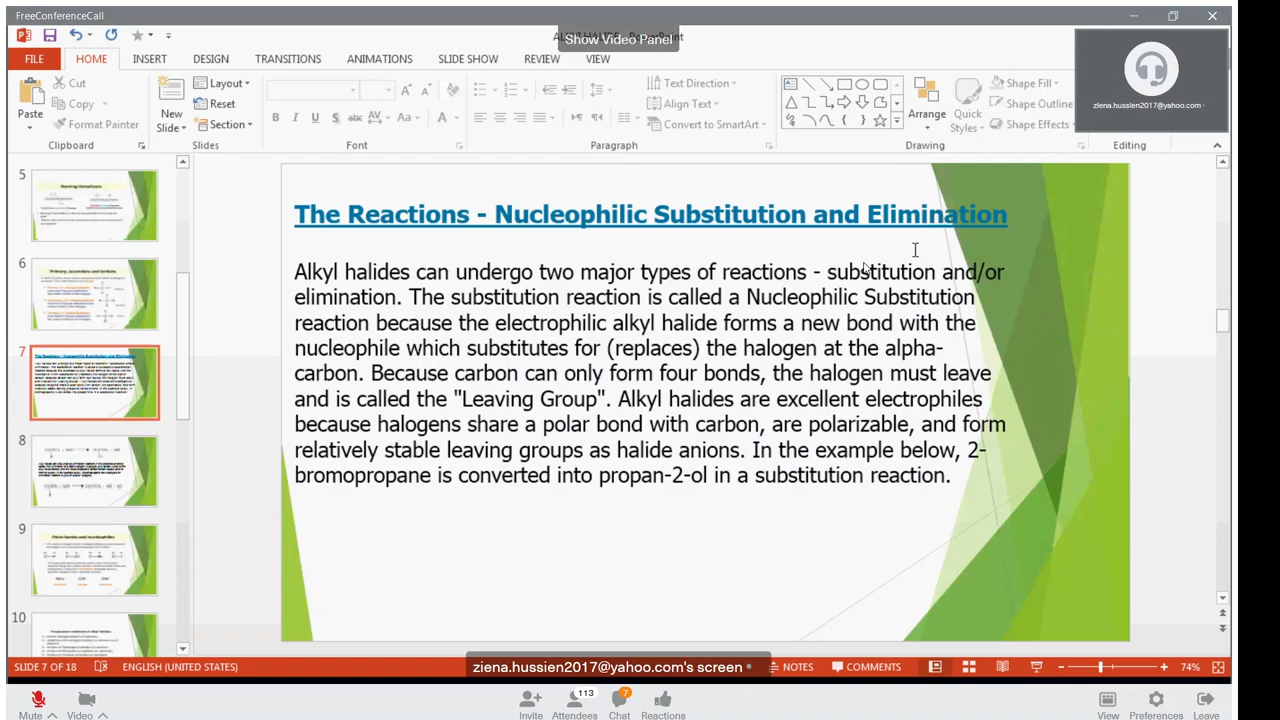 FreeConferenceCall
Show Video Panel
FILE HOME INSERT DESIGN TRANSITIONS ANIMATIONS SLIDE SHOW REVIEW VIEW
ziena.hussien2017@yahoo.com
Paste
Cut
Copy
Format Painter
Clipboard
New Slide
Layout
Reset
Section
Slides
B I U S abc AV Aa A
Font
Text Direction
Align Text
Convert to SmartArt
Paragraph
Arrange
Quick Styles
Shape Fill
Shape Outline
Shape Effects
Drawing
Editing
5
6
7
8
9
10
The Reactions - Nucleophilic Substitution and Elimination
Alkyl halides can undergo two major types of reactions - substitution and/or
elimination. The substitution reaction is called a Nucleophilic Substitution
reaction because the electrophilic alkyl halide forms a new bond with the
nucleophile which substitutes for (replaces) the halogen at the alpha-
carbon. Because carbon can only form four bonds, the halogen must leave
and is called the "Leaving Group". Alkyl halides are excellent electrophiles
because halogens share a polar bond with carbon, are polarizable, and form
relatively stable leaving groups as halide anions. In the example below, 2-
bromopropane is converted into propan-2-ol in a substitution reaction.
SLIDE 7 OF 18 ENGLISH (UNITED STATES) ziena.hussien2017@yahoo.com's screen NOTES COMMENTS 74%
Mute Video Invite 113 Attendees 7 Chat Reactions View Preferences Leave